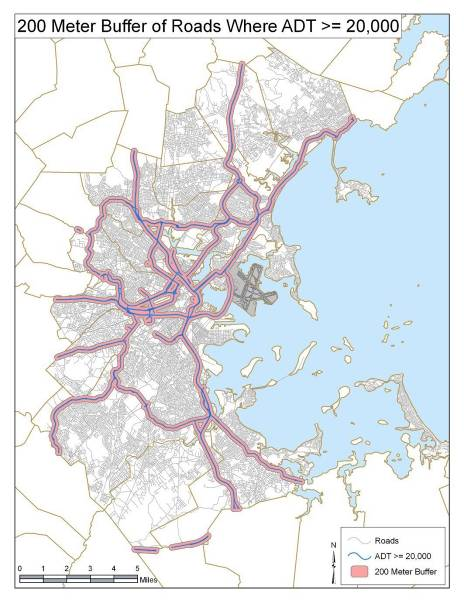 200 Meter Buffer of Roads Where ADT >= 20,000
N
Roads
ADT >= 20,000
200 Meter Buffer
0 1 2 3 4 5
Miles